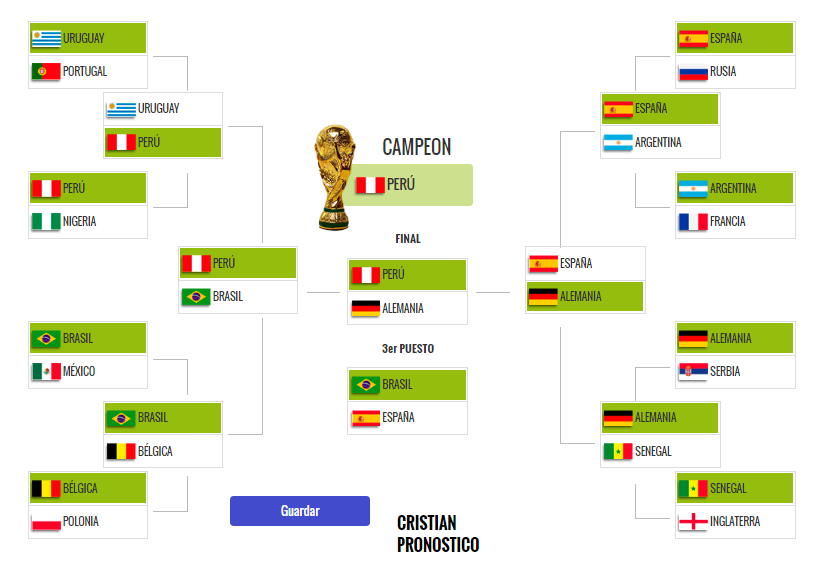 URUGUAY
PORTUGAL
URUGUAY
PERÚ
PERÚ
NIGERIA
PERÚ
BRASIL
BRASIL
MÉXICO
BRASIL
BÉLGICA
BÉLGICA
POLONIA
CAMPEON
PERÚ
FINAL
PERÚ
ALEMANIA
3er PUESTO
BRASIL
ESPAÑA
Guardar
CRISTIAN
PRONOSTICO
ESPAÑA
RUSIA
ESPAÑA
ARGENTINA
ARGENTINA
FRANCIA
ESPAÑA
ALEMANIA
ALEMANIA
SERBIA
ALEMANIA
SENEGAL
SENEGAL
INGLATERRA